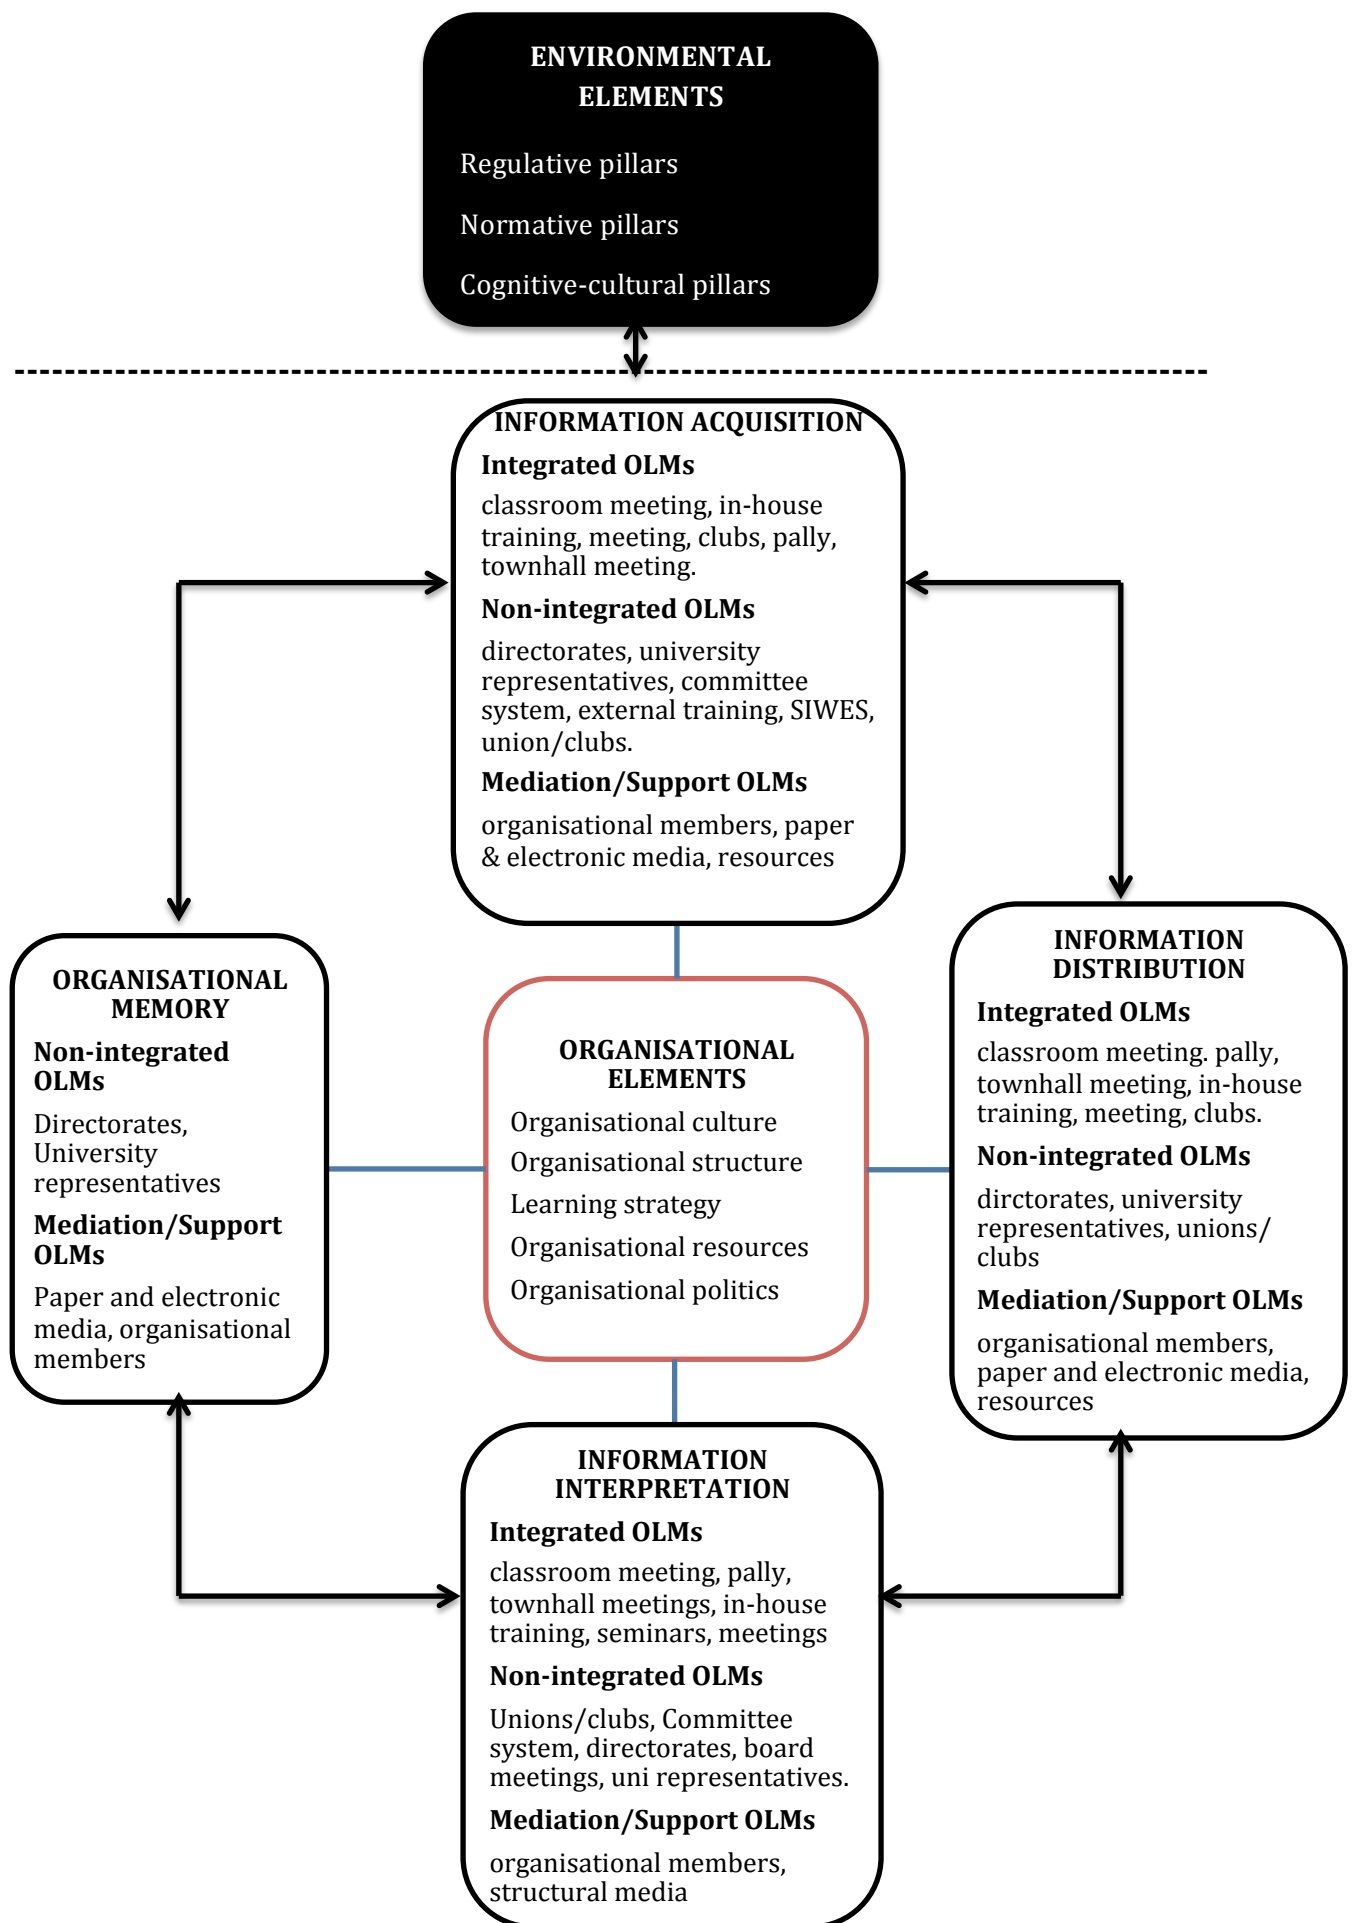 ENVIRONMENTAL
ELEMENTS
Regulative pillars
Normative pillars
Cognitive-cultural pillars
INFORMATION ACQUISITION
Integrated OLMs
classroom meeting, in-house
training, meeting, clubs, pally,
townhall meeting.
Non-integrated OLMs
directorates, university
representatives, committee
system, external training, SIWES,
union/clubs.
Mediation/Support OLMs
organisational members, paper
& electronic media, resources
ORGANISATIONAL
MEMORY
Non-integrated
OLMs
Directorates,
University
representatives
Mediation/Support
OLMs
Paper and electronic
media, organisational
members
ORGANISATIONAL
ELEMENTS
Organisational culture
Organisational structure
Learning strategy
Organisational resources
Organisational politics
INFORMATION
DISTRIBUTION
Integrated OLMs
classroom meeting. pally,
townhall meeting, in-house
training, meeting, clubs.
Non-integrated OLMs
dirctorates, university
representatives, unions/
clubs
Mediation/Support OLMs
organisational members,
paper and electronic media,
resources
INFORMATION
INTERPRETATION
Integrated OLMs
classroom meeting, pally,
townhall meetings, in-house
training, seminars, meetings
Non-integrated OLMs
Unions/clubs, Committee
system, directorates, board
meetings, uni representatives.
Mediation/Support OLMs
organisational members,
structural media